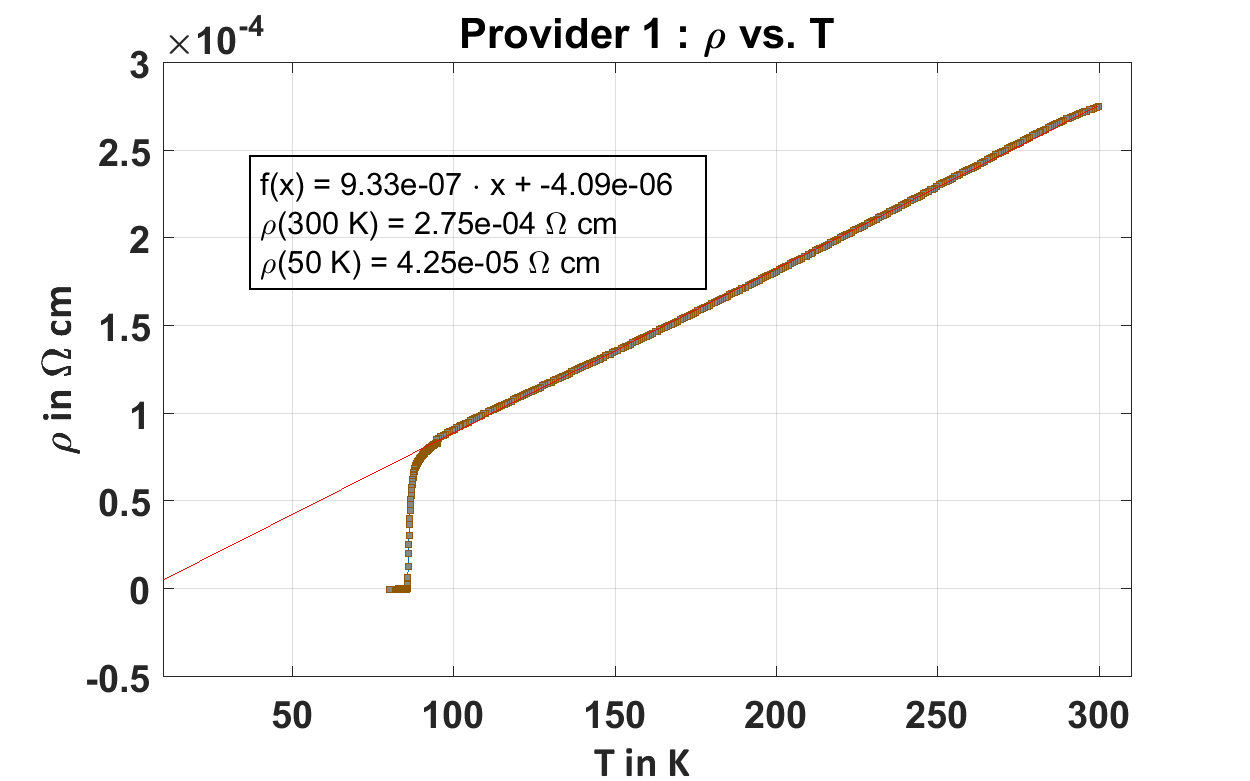 Provider 1 : ρ vs. T
×10-4
3
2.5
2
1.5
1
0.5
0
-0.5
ρ in Ω cm
f(x) = 9.33e-07 · x + -4.09e-06
ρ(300 K) = 2.75e-04 Ω cm
ρ(50 K) = 4.25e-05 Ω cm
50 100 150 200 250 300
T in K